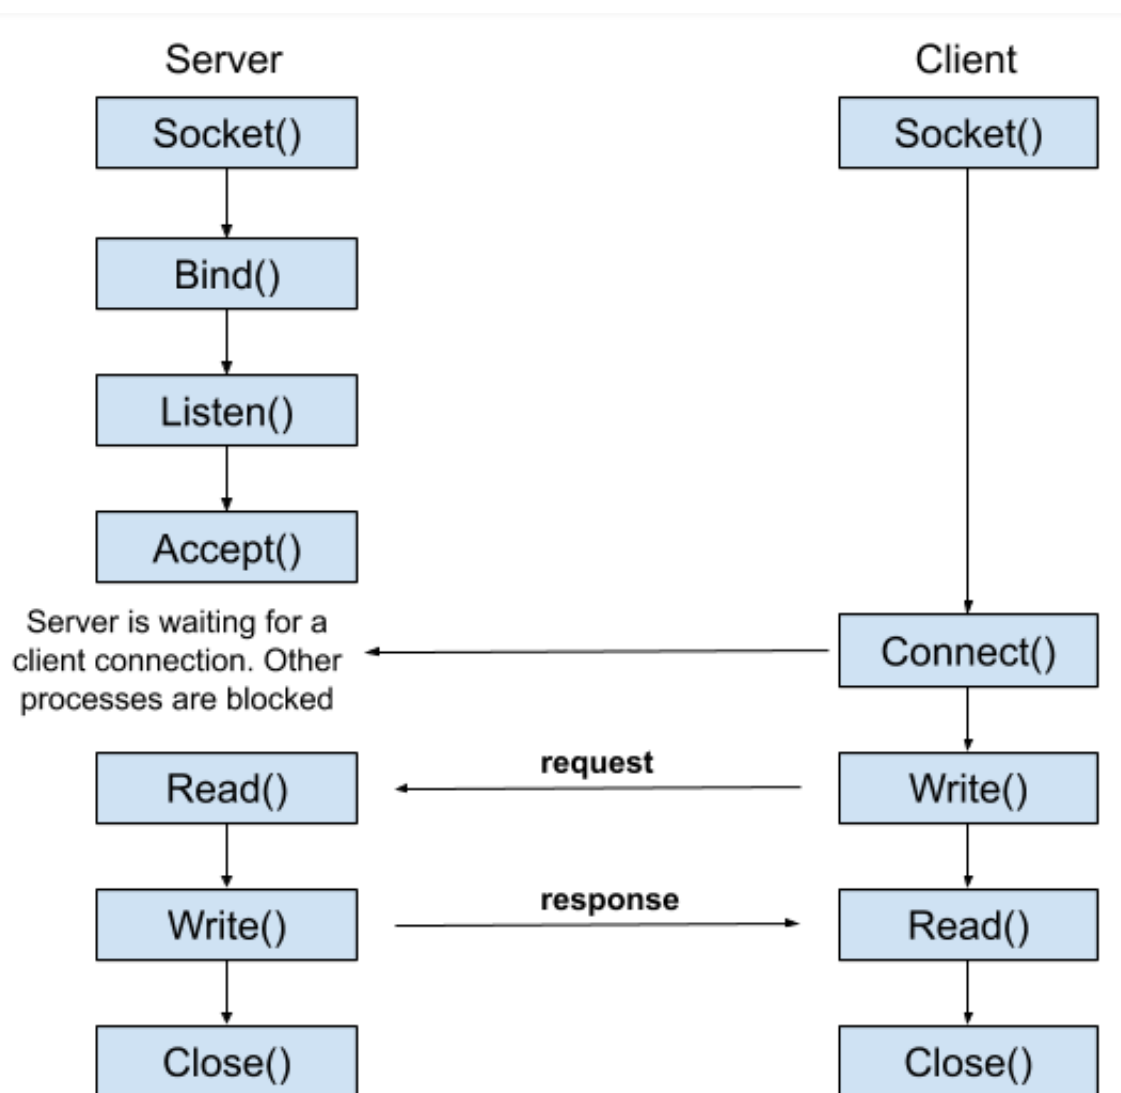 Server
Client
Socket()
Socket()
Bind()
Listen()
Accept()
Server is waiting for a
client connection. Other
processes are blocked
Connect()
Read()
request
Write()
Write()
response
Read()
Close()
Close()